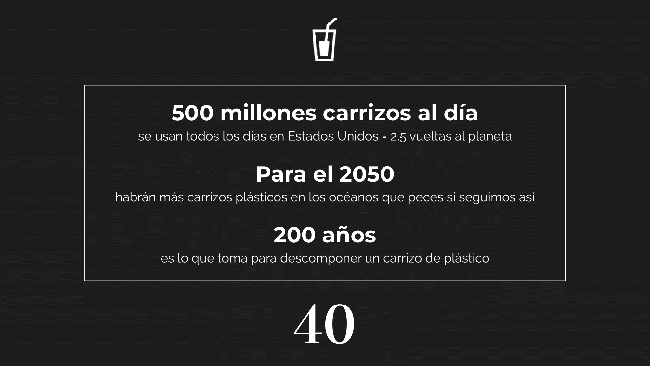 500 millones carrizos al día
se usan todos los dias en Estados Unidos - 2.5 vueltas al planeta
Para el 2050
habrán más carrizos plásticos en los océanos que peces si seguimos asi
200 años
es lo que toma para descomponer un carrizo de plástico
40